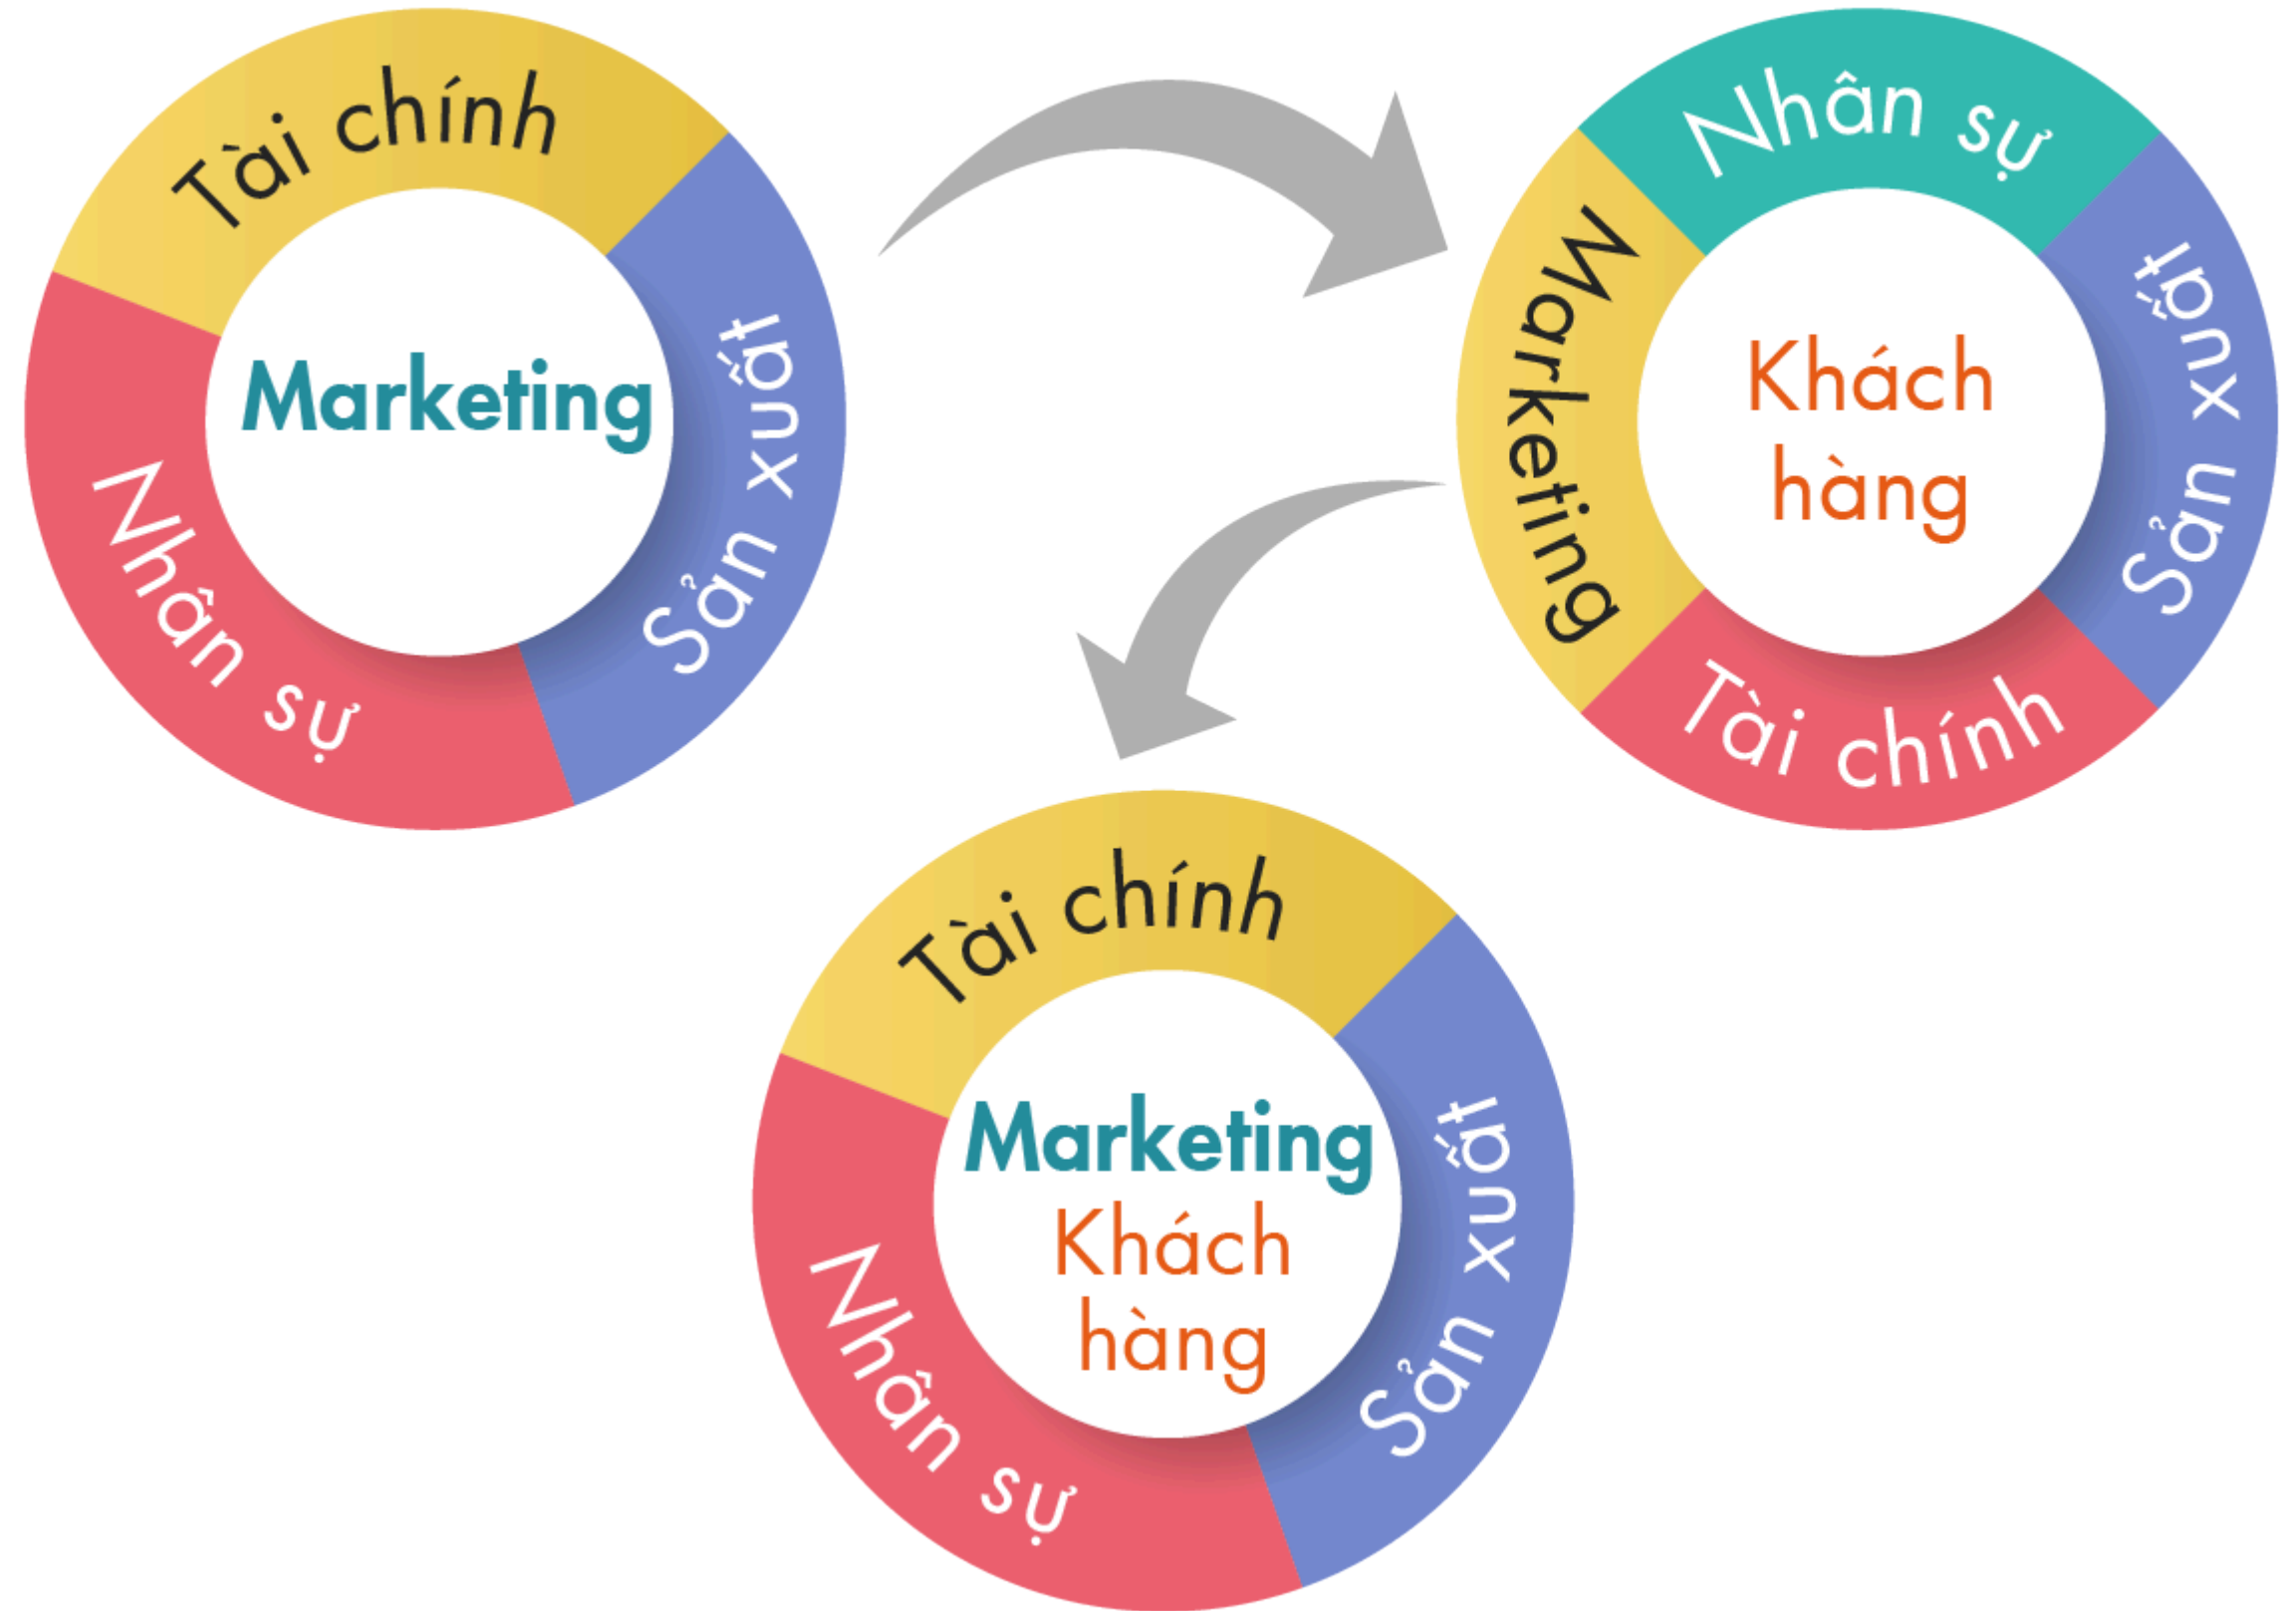 Tài chính
Marketing
Sản xuất
Nhân sự
Nhân sự
Marketing
Khách
hàng
Sản xuất
Tài chính
Tài chính
Marketing
Khách
hàng
Sản xuất
Nhân sự